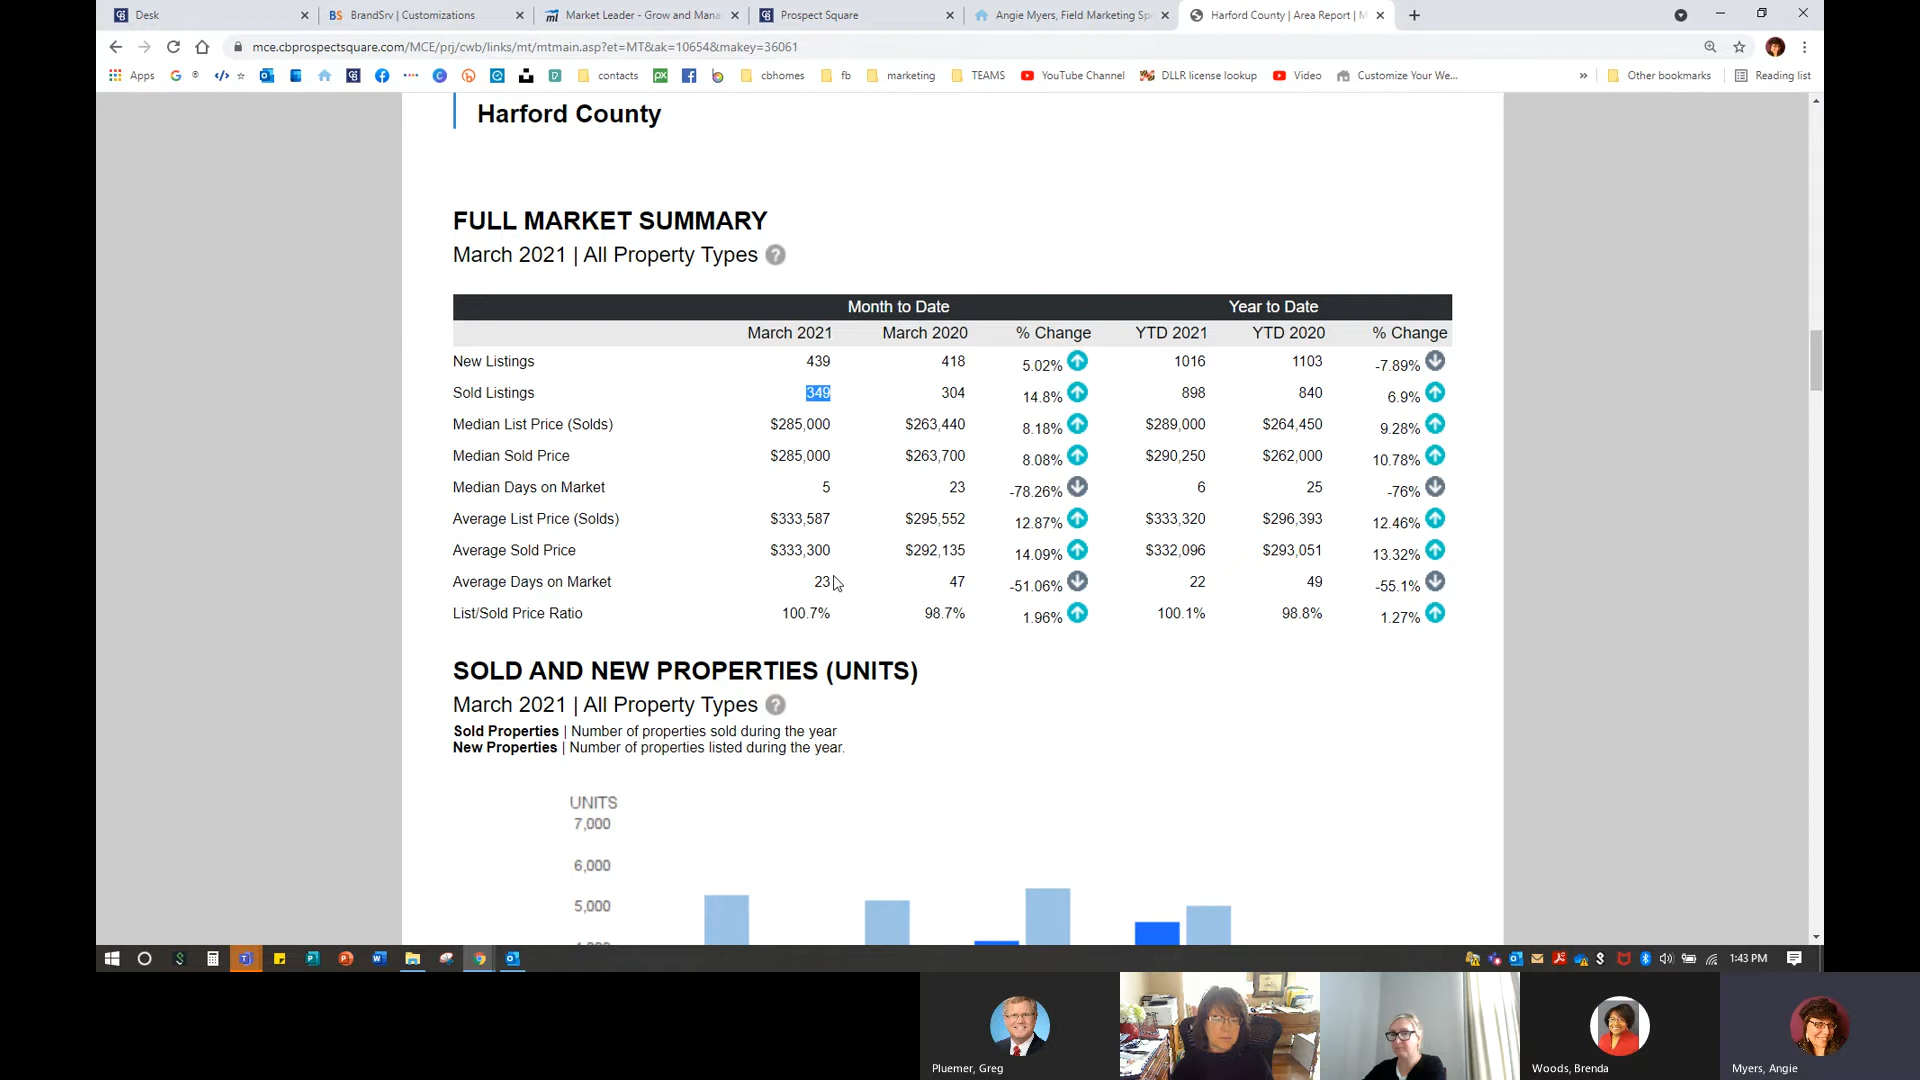 Desk
BrandSrv | Customizations
Market Leader - Grow and Mana
Prospect Square
Angie Myers, Field Marketing Sp
Harford County | Area Report | M
mce.cbprospectsquare.com/MCE/prj/cwb/links/mt/mtmain.asp?et=MT&ak=10654&makey=36061
Apps
contacts
cbhomes
fb
marketing
TEAMS
YouTube Channel
DLLR license lookup
Video
Customize Your We...
»
Other bookmarks
Reading list
Harford County
FULL MARKET SUMMARY
March 2021 | All Property Types ?
Month to Date Year to Date
March 2021 March 2020 % Change YTD 2021 YTD 2020 % Change
New Listings 439 418 5.02% 1016 1103 -7.89%
Sold Listings 349 304 14.8% 898 840 6.9%
Median List Price (Solds) $285,000 $263,440 8.18% $289,000 $264,450 9.28%
Median Sold Price $285,000 $263,700 8.08% $290,250 $262,000 10.78%
Median Days on Market 5 23 -78.26% 6 25 -76%
Average List Price (Solds) $333,587 $295,552 12.87% $333,320 $296,393 12.46%
Average Sold Price $333,300 $292,135 14.09% $332,096 $293,051 13.32%
Average Days on Market 23 47 -51.06% 22 49 -55.1%
List/Sold Price Ratio 100.7% 98.7% 1.96% 100.1% 98.8% 1.27%
SOLD AND NEW PROPERTIES (UNITS)
March 2021 | All Property Types ?
Sold Properties | Number of properties sold during the year
New Properties | Number of properties listed during the year.
UNITS
7,000
6,000
5,000
1:43 PM
Pluemer, Greg
Woods, Brenda
Myers, Angie